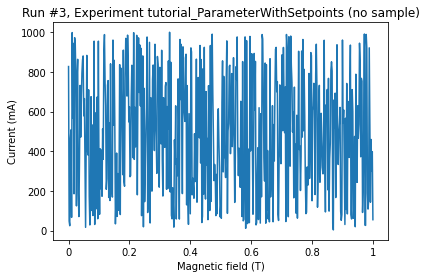 Run #3, Experiment tutorial_ParameterWithSetpoints (no sample)
1000
800
600
400
200
0
Current (mA)
0 0.2 0.4 0.6 0.8 1
Magnetic field (T)